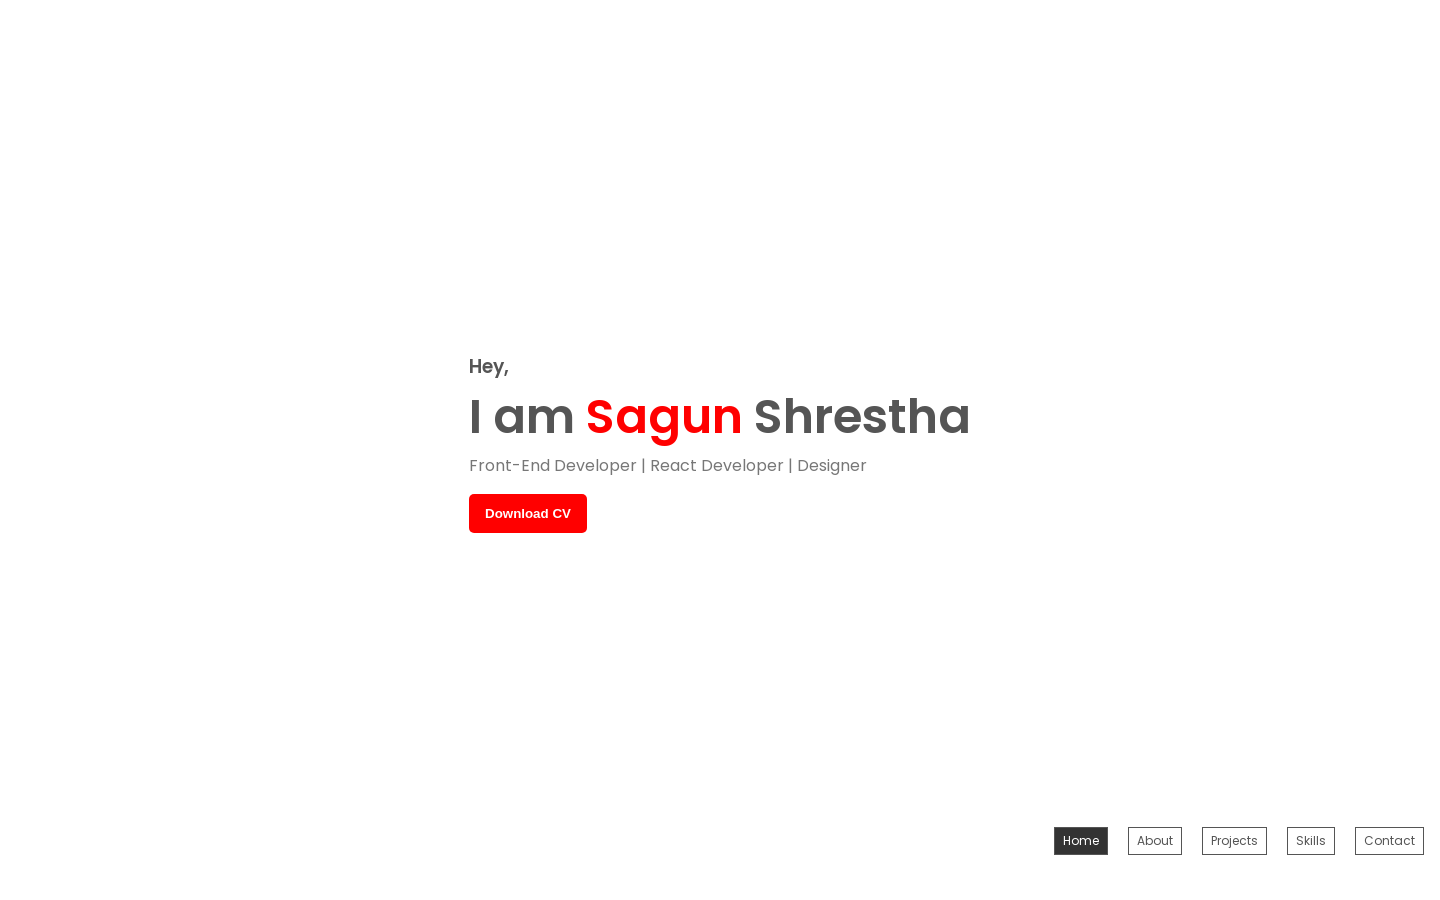 Hey,
I am Sagun Shrestha
Front-End Developer | React Developer | Designer
Download CV
Home About Projects Skills Contact